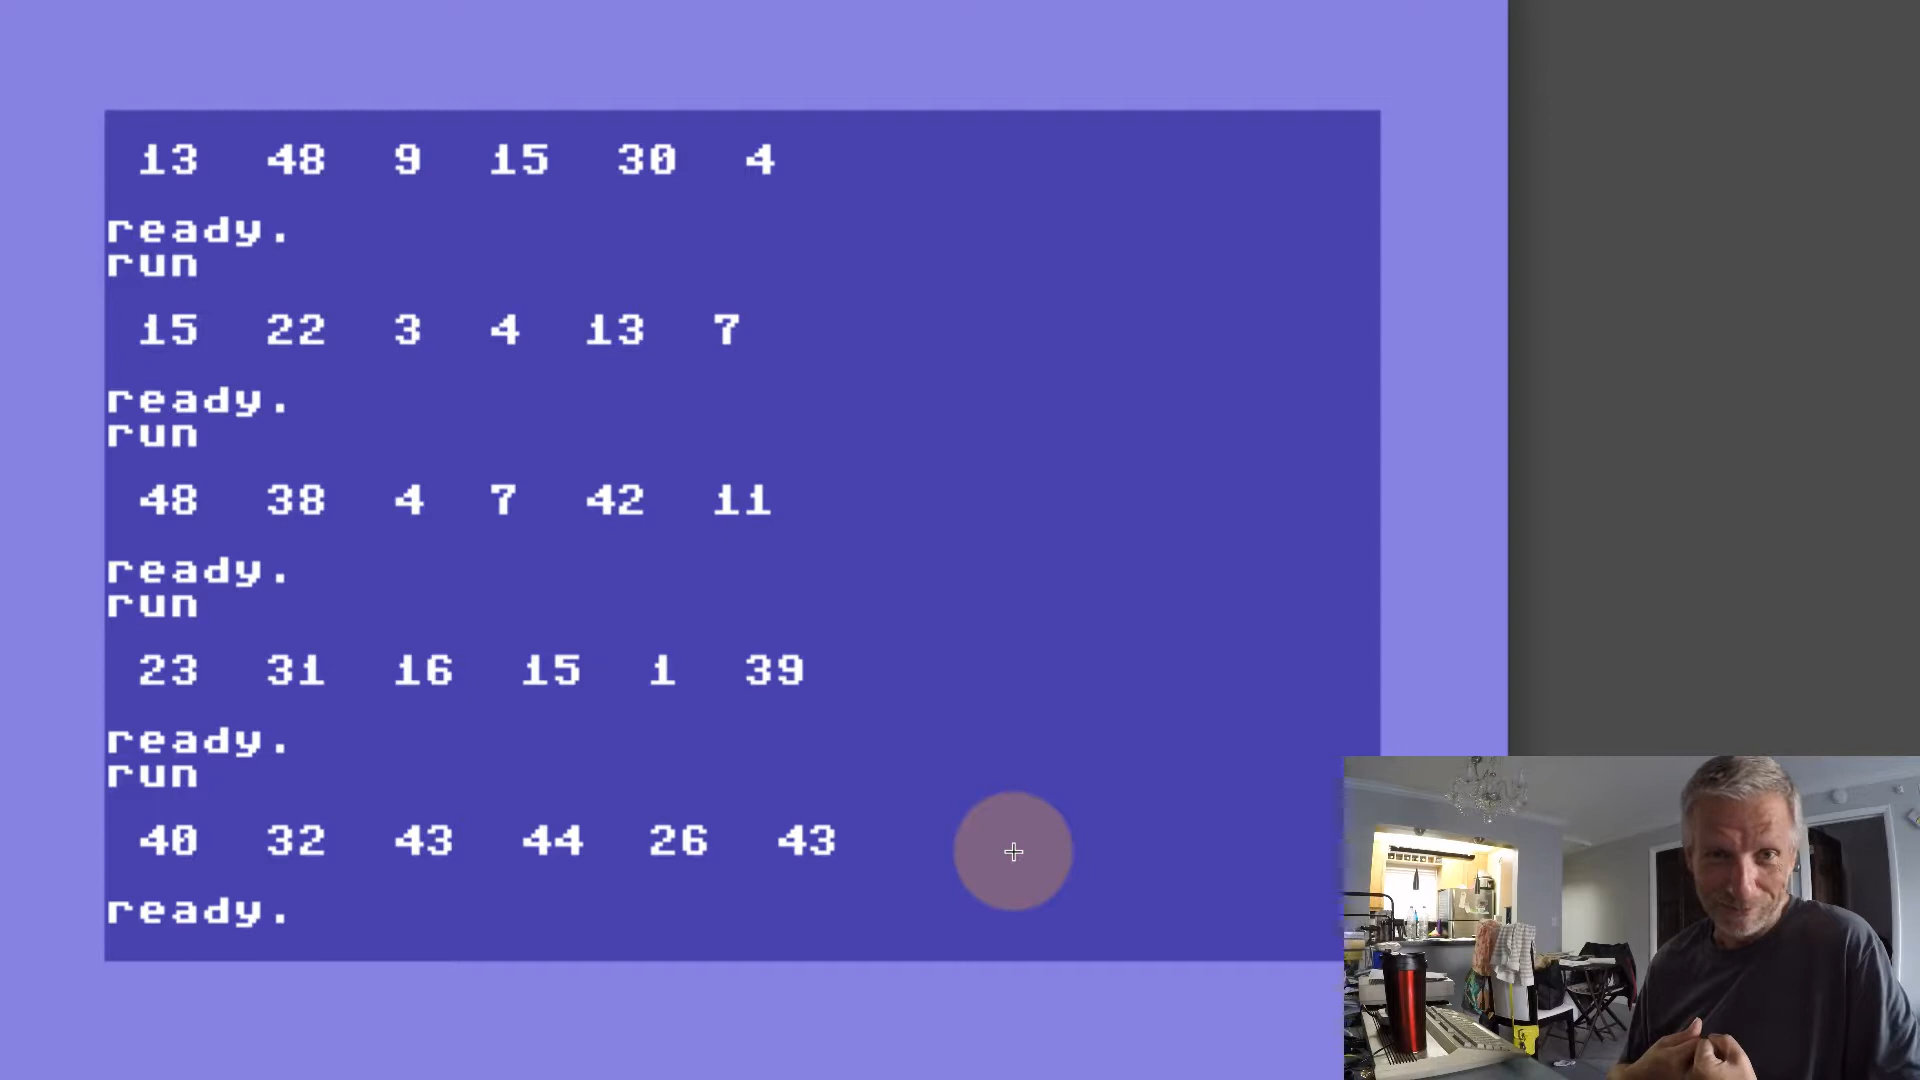 13 48 9 15 30 4
ready.
run
15 22 3 4 13 7
ready.
run
48 38 4 7 42 11
ready.
run
23 31 16 15 1 39
ready.
run
40 32 43 44 26 43
ready.